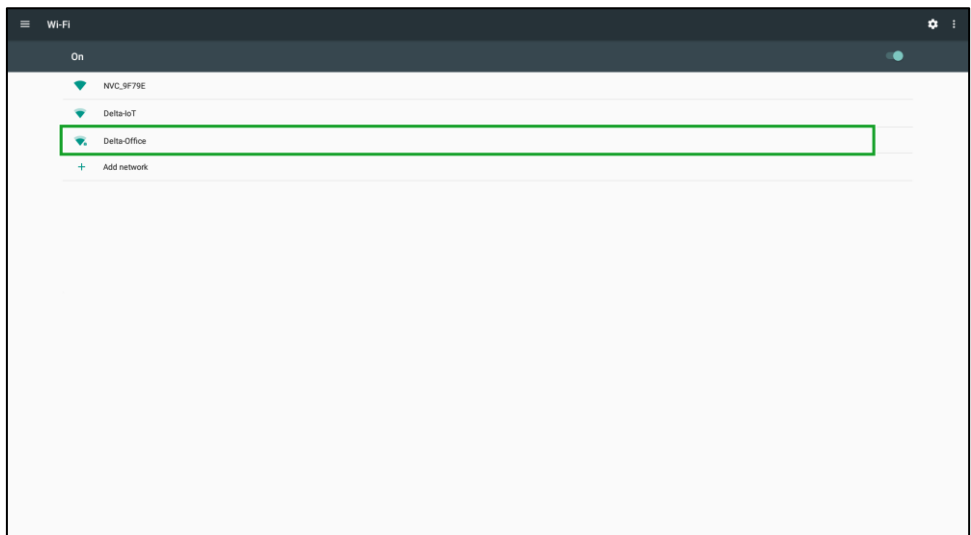 Wi-Fi
On
NVC_9F79E
Delta-IoT
Delta-Office
Add network